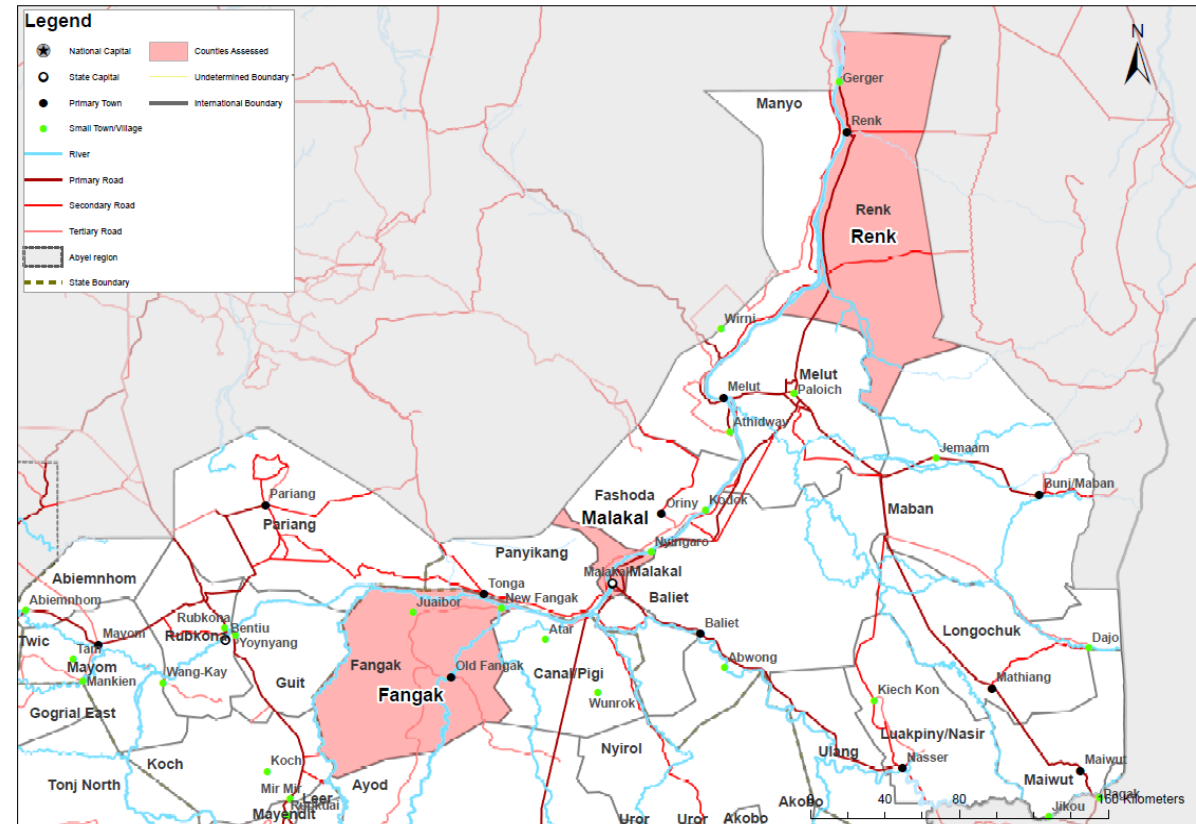 Legend
National Capital
Counties Assessed
State Capital
Undetermined Boundary *
Primary Town
International Boundary
Small Town/Village
River
Primary Road
Secondary Road
Tertiary Road
Abyei region
State Boundary
N
Gerger
Manyo
Renk
Renk
Renk
Wirni
Melut
Melut
Paloich
Athidway
Jemaam
Bunj/Maban
Pariang
Pariang
Fashoda
Oriny
Kodok
Malakal
Maban
Nyingaro
Panyikang
Malakal
Malakal
Abiemnhom
Tonga
Baliet
Abiemnhom
Juaibor
New Fangak
Rubkona
Bentiu
Baliet
Longochuk
Twic
Mayom
Rubkona
Yoynyang
Atar
Dajo
Tam
Mayom
Wang-Kay
Fangak
Old Fangak
Canal/Pigi
Abwong
Mankien
Guit
Fangak
Mathiang
Gogrial East
Wunrok
Kiech Kon
Koch
Nyirol
Ulang
Luakpiny/Nasir
Koch
Nasser
Maiwut
Tonj North
Ayod
Maiwut
Mir Mir
Leer
Akobo
0 40 80 160 Kilometers
Pagak
Mayendit
Uror
Uror
Akobo
Jikou